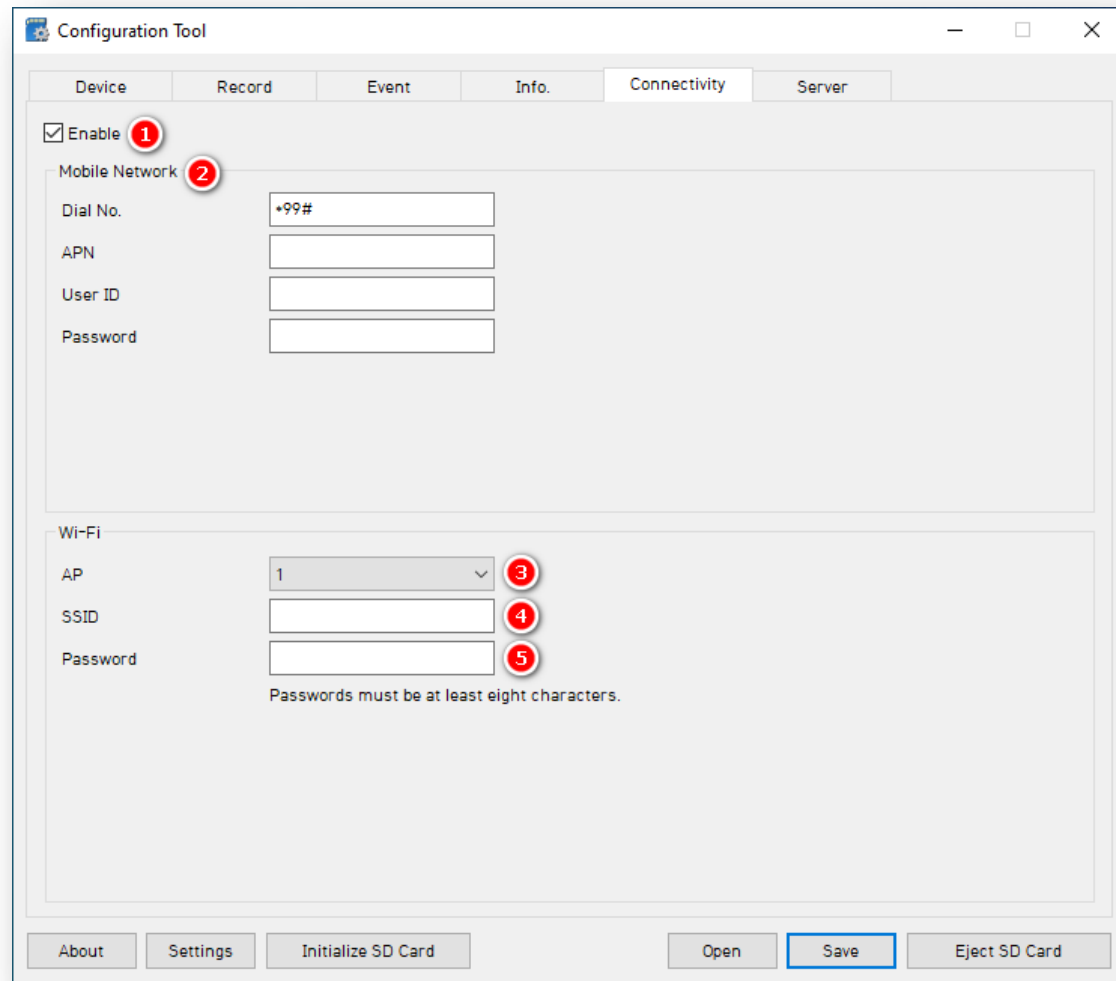 Configuration Tool
Device Record Event Info. Connectivity Server
Enable 1
Mobile Network 2
Dial No. *99#
APN
User ID
Password
Wi-Fi
AP 1 3
SSID 4
Password 5
Passwords must be at least eight characters.
About Settings Initialize SD Card Open Save Eject SD Card